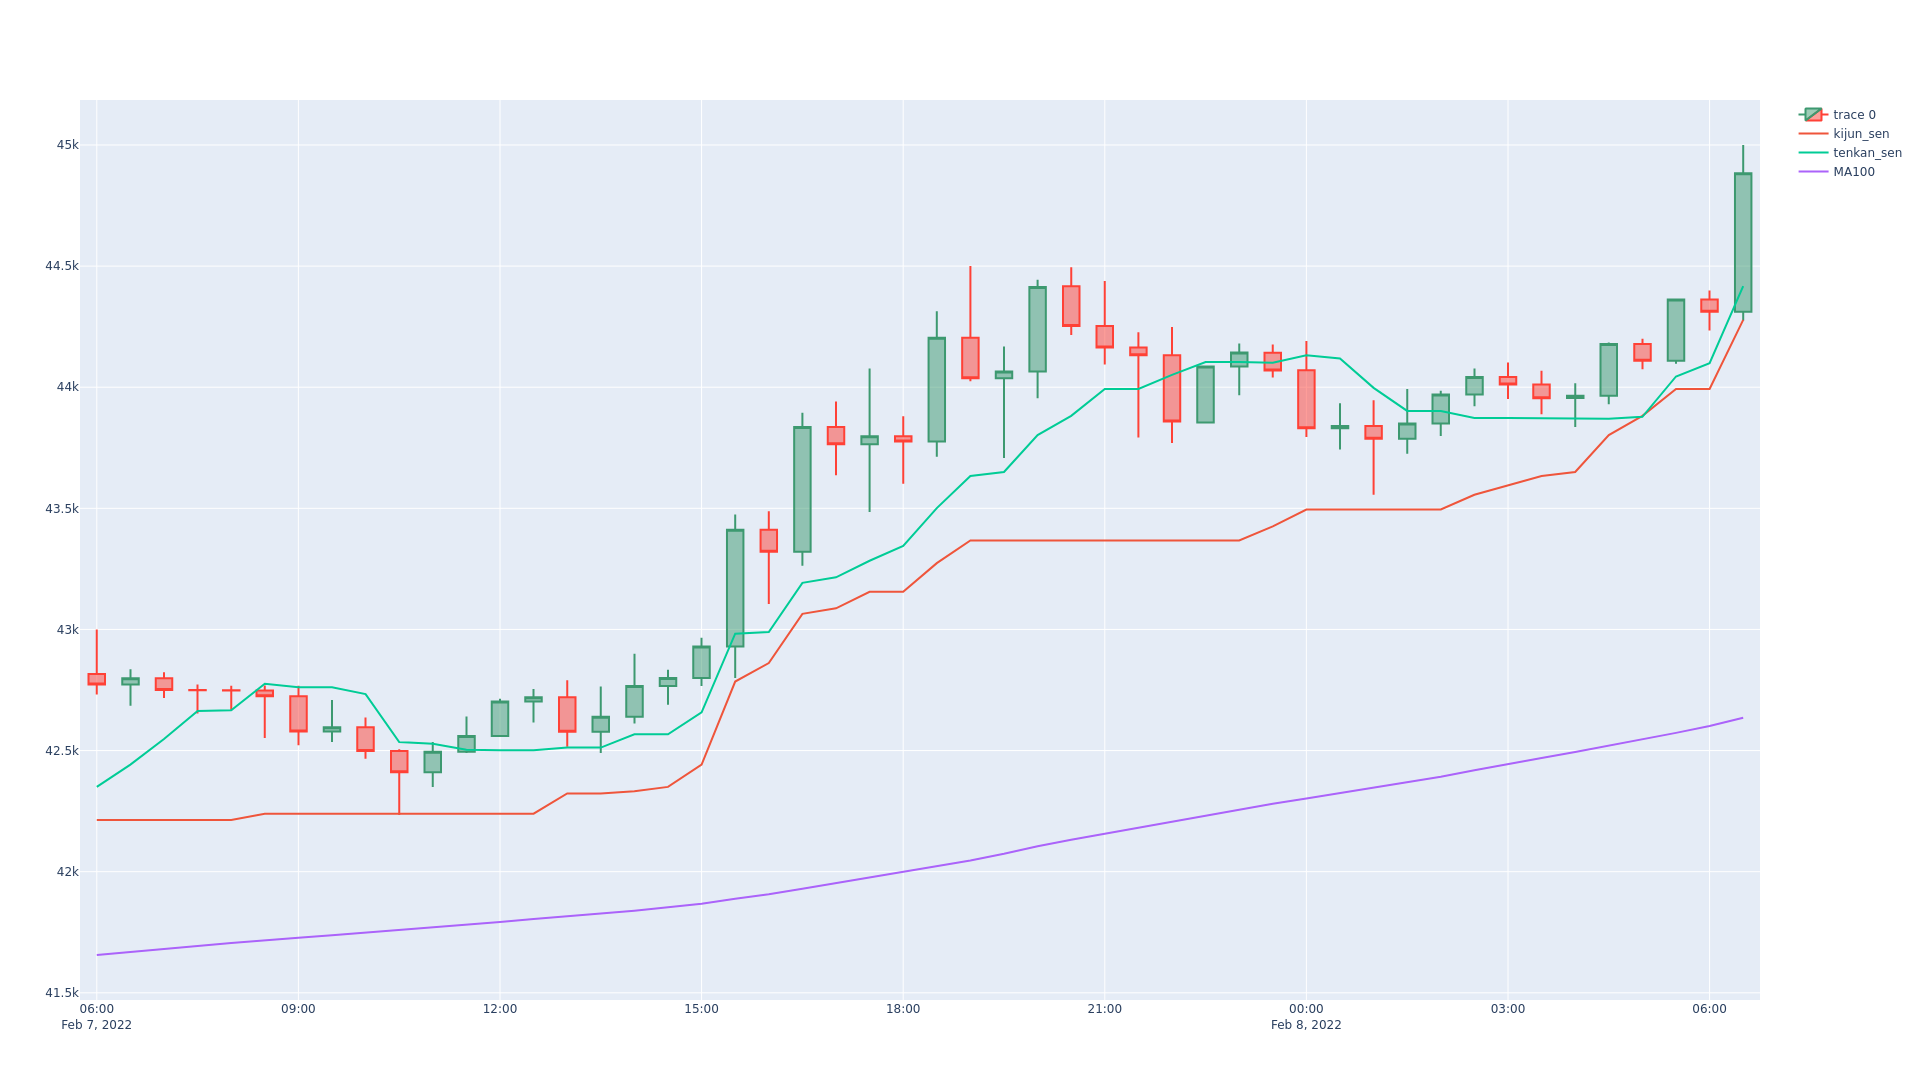 45k
44.5k
44k
43.5k
43k
42.5k
42k
41.5k
06:00
Feb 7, 2022
09:00
12:00
15:00
18:00
21:00
00:00
Feb 8, 2022
03:00
06:00
trace 0
kijun_sen
tenkan_sen
MA100